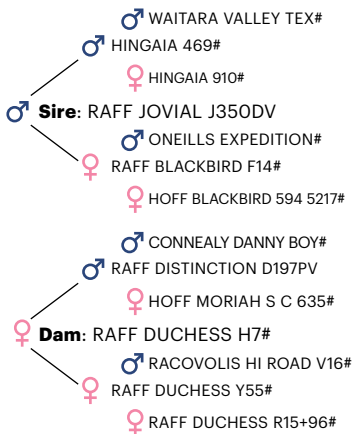 WAITARA VALLEY TEX#
HINGAIA 469#
HINGAIA 910#
Sire: RAFF JOVIAL J350DV
ONEILLS EXPEDITION#
RAFF BLACKBIRD F14#
HOFF BLACKBIRD 594 5217#
CONNEALY DANNY BOY#
RAFF DISTINCTION D197PV
HOFF MORIAH S C 635#
Dam: RAFF DUCHESS H7#
RACOVOLIS HI ROAD V16#
RAFF DUCHESS Y55#
RAFF DUCHESS R15+96#